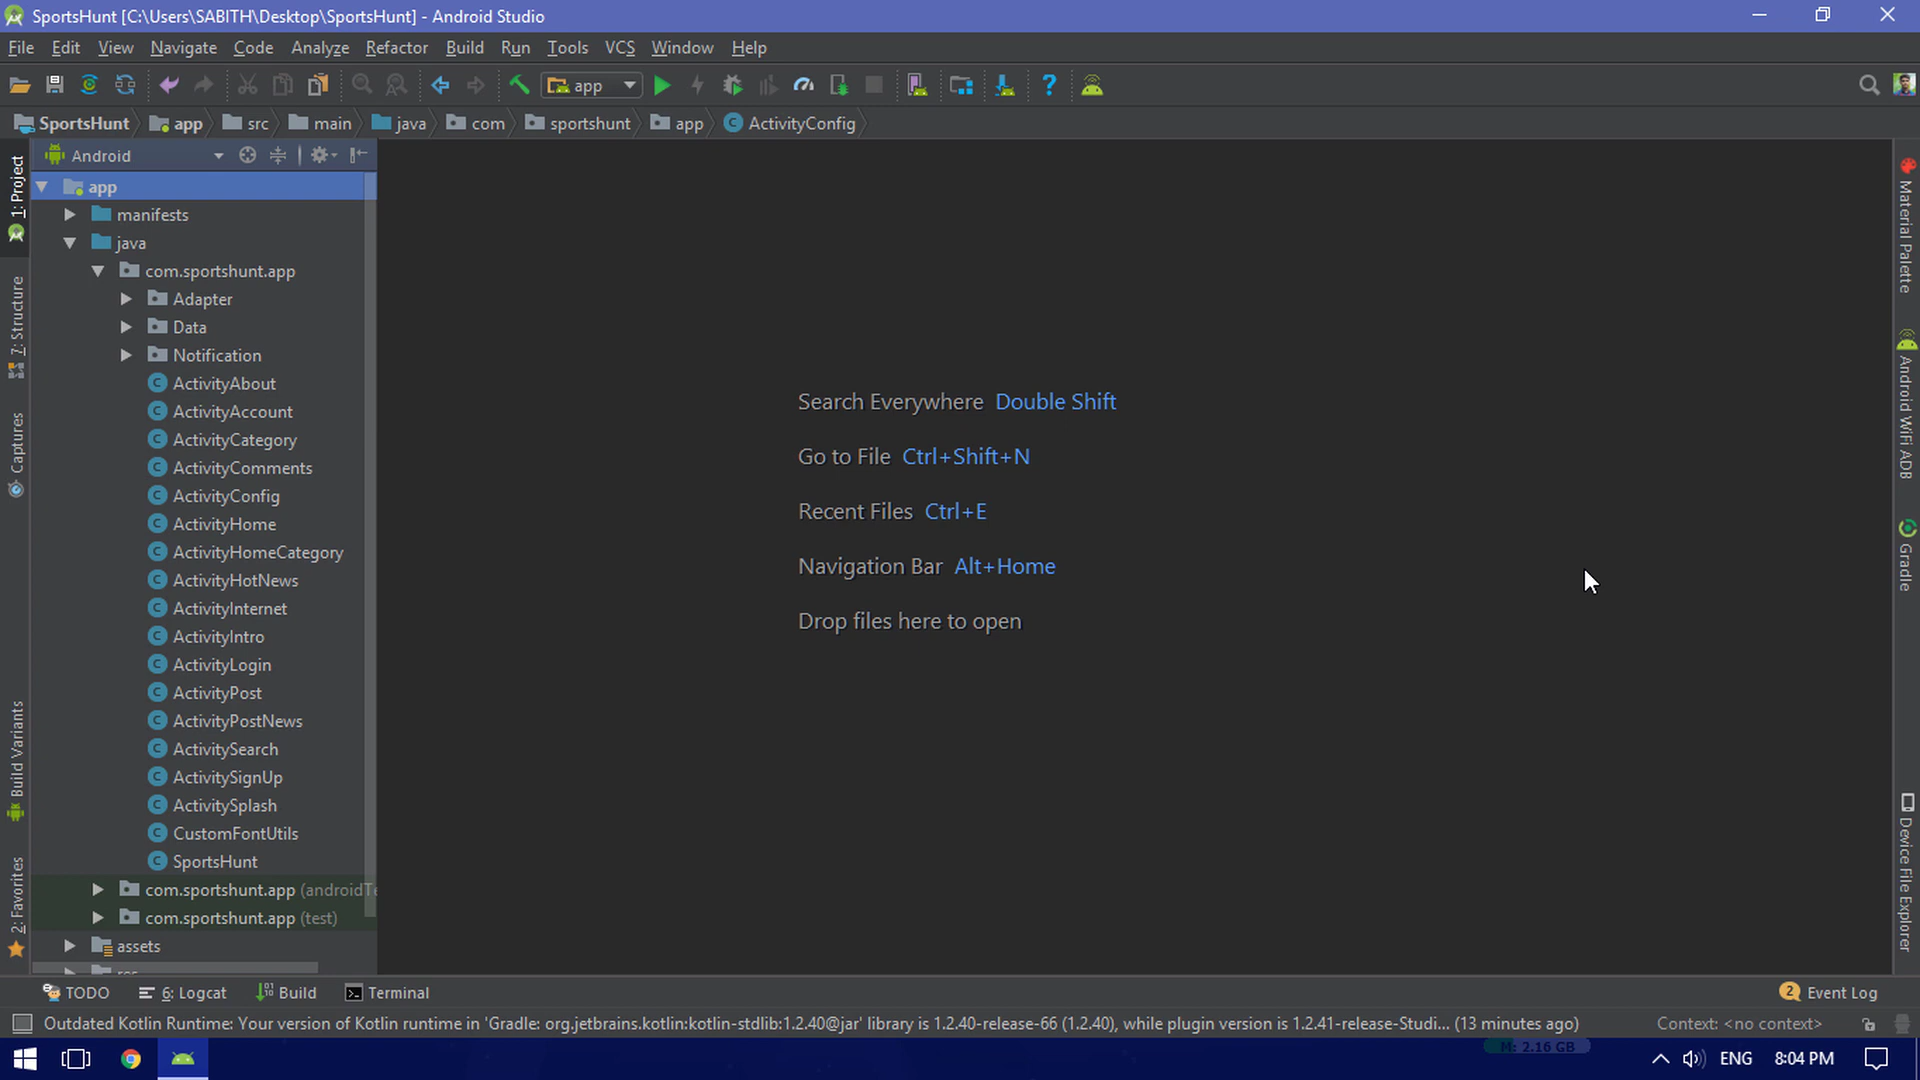 SportsHunt [C:\Users\SABITH\Desktop\SportsHunt] - Android Studio
File Edit View Navigate Code Analyze Refactor Build Run Tools VCS Window Help
app
SportsHunt app src main java com sportshunt app ActivityConfig
Android
app
manifests
java
com.sportshunt.app
Adapter
Data
Notification
ActivityAbout
ActivityAccount
ActivityCategory
ActivityComments
ActivityConfig
ActivityHome
ActivityHomeCategory
ActivityHotNews
ActivityInternet
ActivityIntro
ActivityLogin
ActivityPost
ActivityPostNews
ActivitySearch
ActivitySignUp
ActivitySplash
CustomFontUtils
SportsHunt
com.sportshunt.app (androidTe
com.sportshunt.app (test)
assets
1: Project
7: Structure
Captures
Build Variants
2: Favorites
Search Everywhere Double Shift
Go to File Ctrl+Shift+N
Recent Files Ctrl+E
Navigation Bar Alt+Home
Drop files here to open
Material Palette
Android WiFi ADB
Gradle
Device File Explorer
TODO 6: Logcat Build Terminal 2 Event Log
Outdated Kotlin Runtime: Your version of Kotlin runtime in 'Gradle: org.jetbrains.kotlin:kotlin-stdlib:1.2.40@jar' library is 1.2.40-release-66 (1.2.40), while plugin version is 1.2.41-release-Studi... (13 minutes ago) Context: <no context>
M: 2.16 GB
ENG 8:04 PM